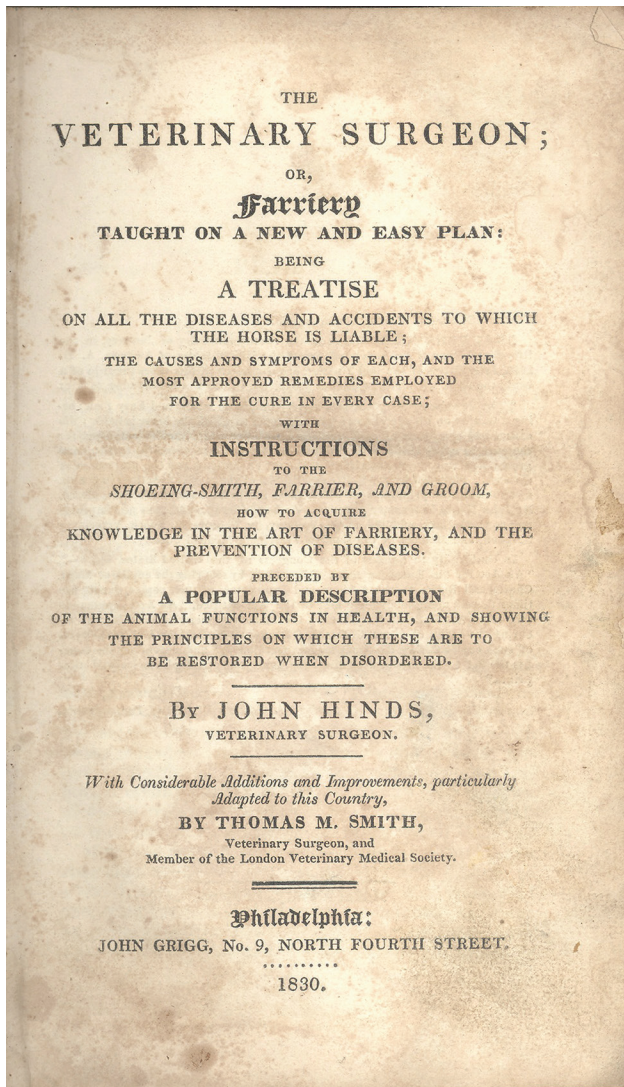 THE
VETERINARY SURGEON;
OR,
Farriery
TAUGHT ON A NEW AND EASY PLAN:
BEING
A TREATISE
ON ALL THE DISEASES AND ACCIDENTS TO WHICH
THE HORSE IS LIABLE;
THE CAUSES AND SYMPTOMS OF EACH, AND THE
MOST APPROVED REMEDIES EMPLOYED
FOR THE CURE IN EVERY CASE;
WITH
INSTRUCTIONS
TO THE
SHOEING-SMITH, FARRIER, AND GROOM,
HOW TO ACQUIRE
KNOWLEDGE IN THE ART OF FARRIERY, AND THE
PREVENTION OF DISEASES.
PRECEDED BY
A POPULAR DESCRIPTION
OF THE ANIMAL FUNCTIONS IN HEALTH, AND SHOWING
THE PRINCIPLES ON WHICH THESE ARE TO
BE RESTORED WHEN DISORDERED.
By JOHN HINDS,
VETERINARY SURGEON.
With Considerable Additions and Improvements, particularly
Adapted to this Country,
BY THOMAS M. SMITH,
Veterinary Surgeon, and
Member of the London Veterinary Medical Society.
Philadelphia:
JOHN GRIGG, No. 9, NORTH FOURTH STREET.
..........
1830.